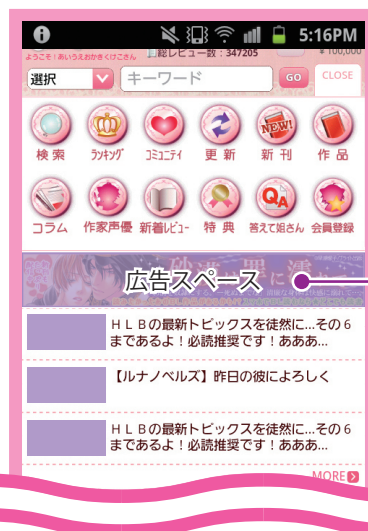 5:16PM
ようこそ！あいうえおかきくけこさん
総レビュー数：347205
￥100,000
選択
キーワード
GO
CLOSE
検索
ﾗﾝｷﾝｸﾞ
ｺﾐｭﾆﾃｨ
更新
NEW!
新刊
作品
コラム
作家声優
新着ﾚﾋﾞｭｰ
特典
QA
答えて姐さん
会員登録
広告スペース
ＨＬＢの最新トピックスを徒然に...その６
まであるよ！必読推奨です！あああ...
【ルナノベルズ】昨日の彼によろしく
ＨＬＢの最新トピックスを徒然に...その６
まであるよ！必読推奨です！あああ...
MORE